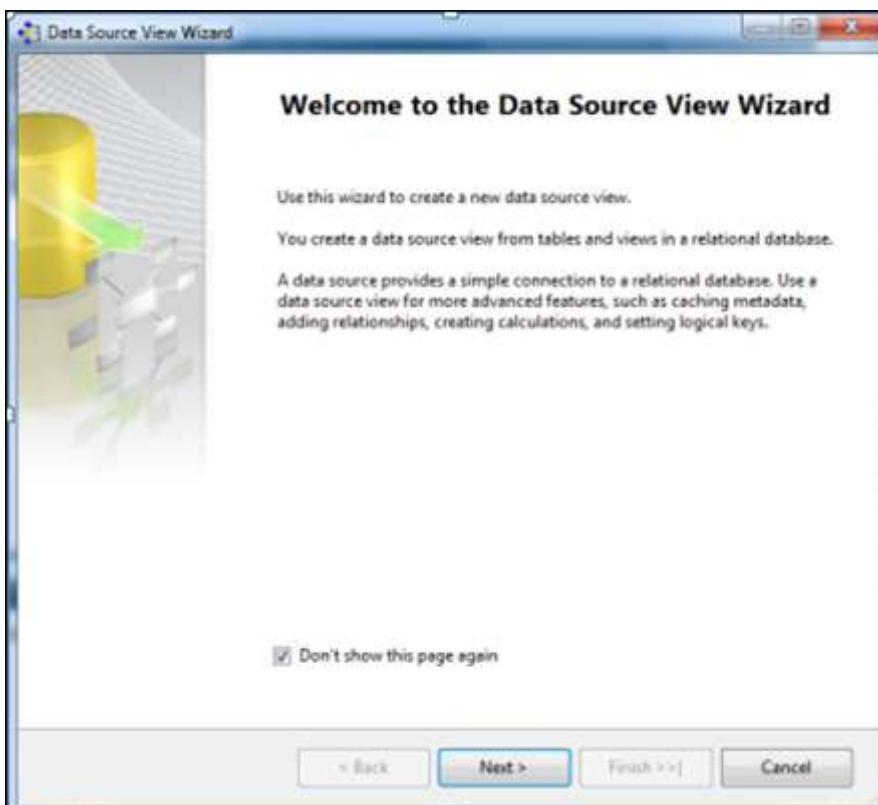 Data Source View Wizard
Welcome to the Data Source View Wizard
Use this wizard to create a new data source view.
You create a data source view from tables and views in a relational database.
A data source provides a simple connection to a relational database. Use a
data source view for more advanced features, such as caching metadata,
adding relationships, creating calculations, and setting logical keys.
Don't show this page again
< Back
Next >
Finish >>|
Cancel